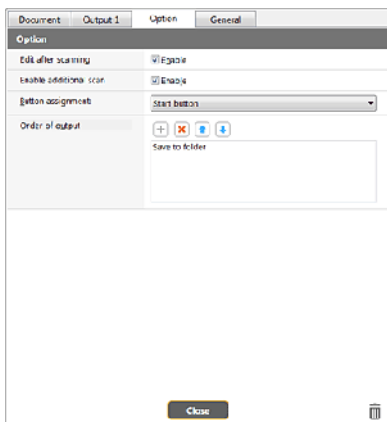 Document Output 1 Option General
Option
Edit after scanning Enable
Enable additional scan Enable
Button assignment Start button
Order of output
Save to folder
Close